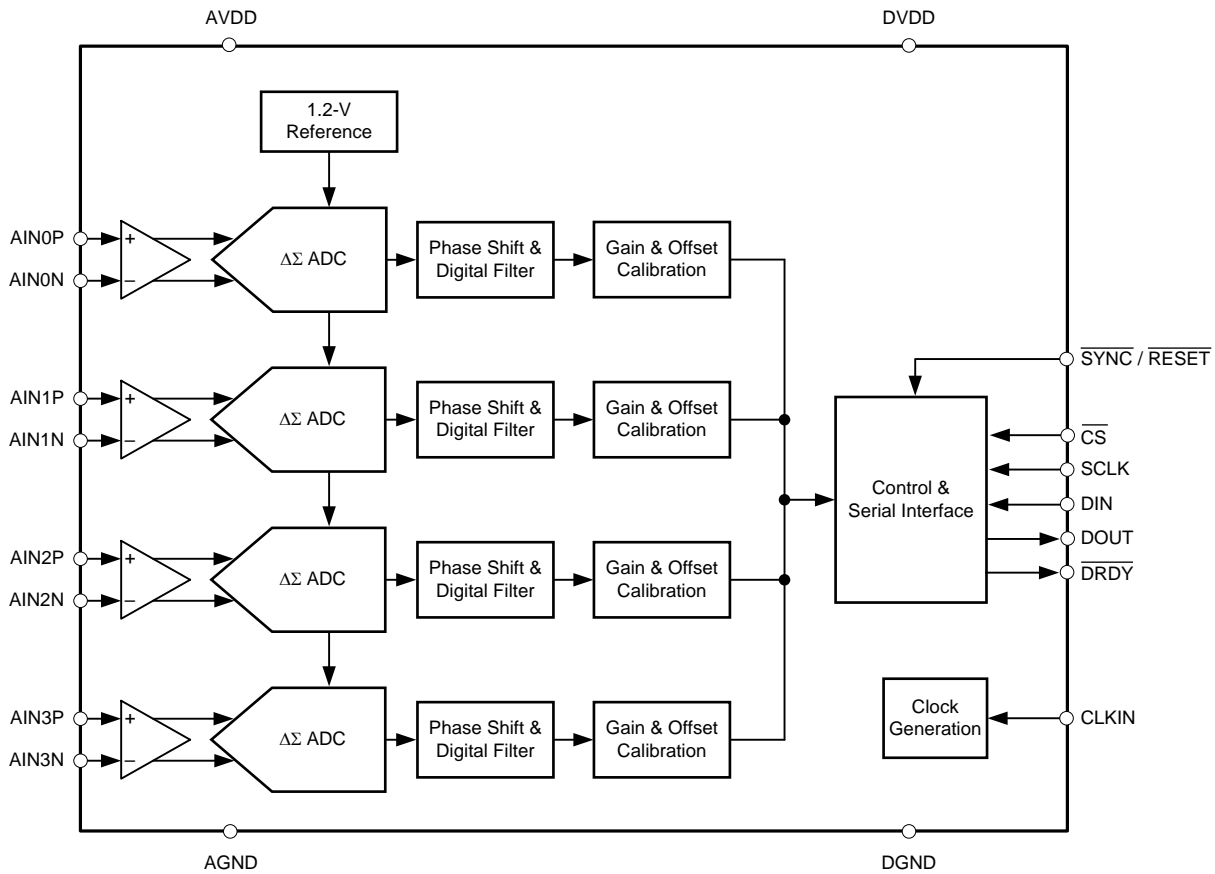 AVDD
DVDD
1.2-V
Reference
AIN0P
+
AIN0N
−
ΔΣ ADC
Phase Shift &
Digital Filter
Gain & Offset
Calibration
SYNC / RESET
AIN1P
+
AIN1N
−
ΔΣ ADC
Phase Shift &
Digital Filter
Gain & Offset
Calibration
Control &
Serial Interface
CS
SCLK
DIN
DOUT
DRDY
AIN2P
+
AIN2N
−
ΔΣ ADC
Phase Shift &
Digital Filter
Gain & Offset
Calibration
AIN3P
+
AIN3N
−
ΔΣ ADC
Phase Shift &
Digital Filter
Gain & Offset
Calibration
Clock
Generation
CLKIN
AGND
DGND